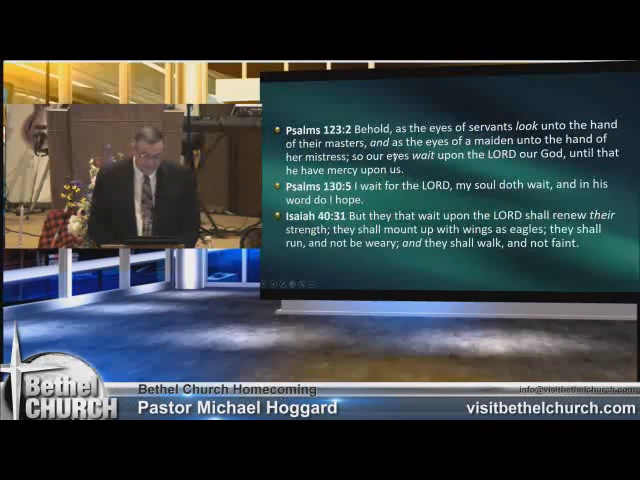 Psalms 123:2 Behold, as the eyes of servants look unto the hand
of their masters, and as the eyes of a maiden unto the hand of
her mistress; so our eyes wait upon the LORD our God, until that
he have mercy upon us.
Psalms 130:5 I wait for the LORD, my soul doth wait, and in his
word do I hope.
Isaiah 40:31 But they that wait upon the LORD shall renew their
strength; they shall mount up with wings as eagles; they shall
run, and not be weary; and they shall walk, and not faint.
Bethel
CHURCH
Bethel Church Homecoming
info@visitbethelchurch.com
Pastor Michael Hoggard
visitbethelchurch.com